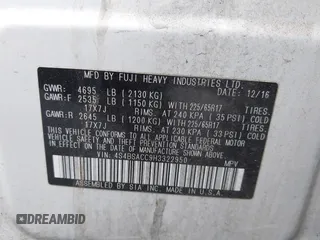 MFD BY FUJI HEAVY INDUSTRIES LTD. 12/16
GVWR: 4695 LB (2130 KG)
GAWR:F 2535 LB (1150 KG) WITH 225/65R17 TIRES.
17X7J RIMS. AT 240 KPA (35 PSI) COLD
GAWR:R 2645 LB (1200 KG) WITH 225/65R17 TIRES.
17X7J RIMS. AT 230 KPA (33 PSI) COLD
THIS VEHICLE CONFORMS TO ALL APPLICABLE FEDERAL
MOTOR VEHICLE SAFETY, BUMPER AND THEFT
PREVENTION STANDARDS IN EFFECT ON THE DATE OF
MANUFACTURE SHOWN ABOVE.
VIN: 4S4BSACC9H3322950 MPV
ASSEMBLED BY SIA INC. MADE IN U.S.A.
DREAMBID